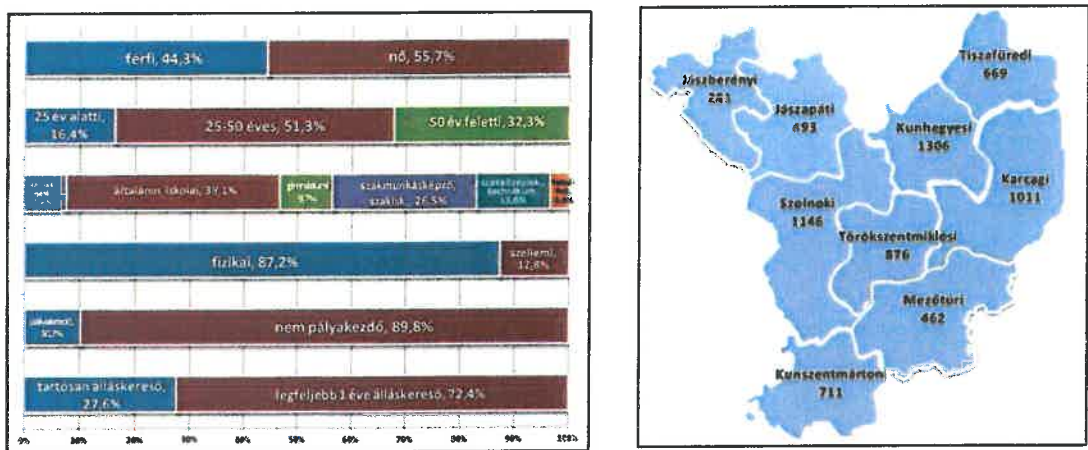 férfi, 44,3%
nő, 55,7%
25 év alatti,
16,4%
25-50 éves, 51,3%
50 év feletti, 32,3%
általános iskolai, 39,1%
gimnázium
9,7%
szakmunkásképző,
szakisk., 26,5%
fizikai, 87,2%
szellemi,
12,8%
nem pályakezdő, 89,8%
tartósan álláskereső,
27,6%
legfeljebb 1 éve álláskereső, 72,4%
0% 10% 20% 30% 40% 50% 60% 70% 80% 90% 100%
Tiszafüredi
669
Jászberényi
283
Jászapáti
493
Kunhegyesi
1306
Karcagi
1011
Szolnoki
1146
Törökszentmiklósi
876
Mezőtúri
462
Kunszentmártoni
711